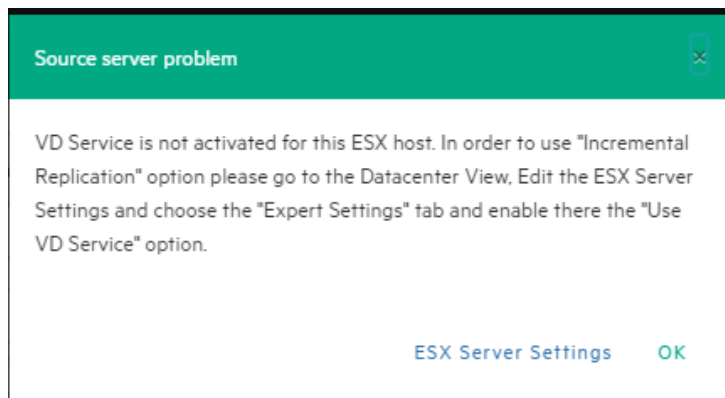 Source server problem
VD Service is not activated for this ESX host. In order to use "Incremental
Replication" option please go to the Datacenter View, Edit the ESX Server
Settings and choose the "Expert Settings" tab and enable there the "Use
VD Service" option.
ESX Server Settings OK